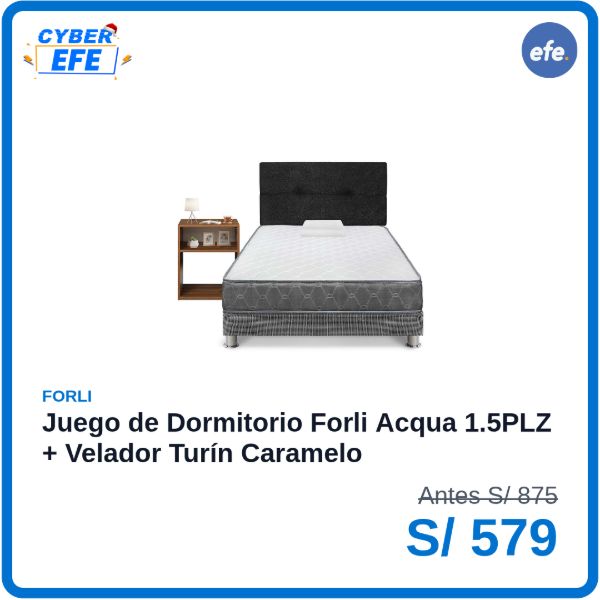 CYBER
EFE
efe.
FORLI
Juego de Dormitorio Forli Acqua 1.5PLZ
+ Velador Turín Caramelo
Antes S/ 875
S/ 579